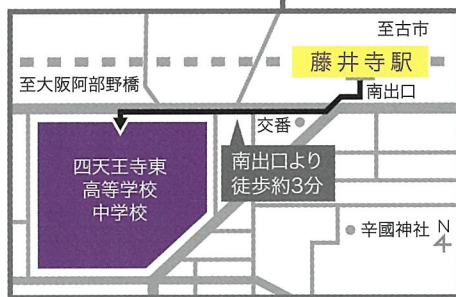 至古市
藤井寺駅
至大阪阿部野橋
南出口
交番
四天王寺東
高等学校
中学校
南出口より
徒歩約3分
辛國神社
N
4